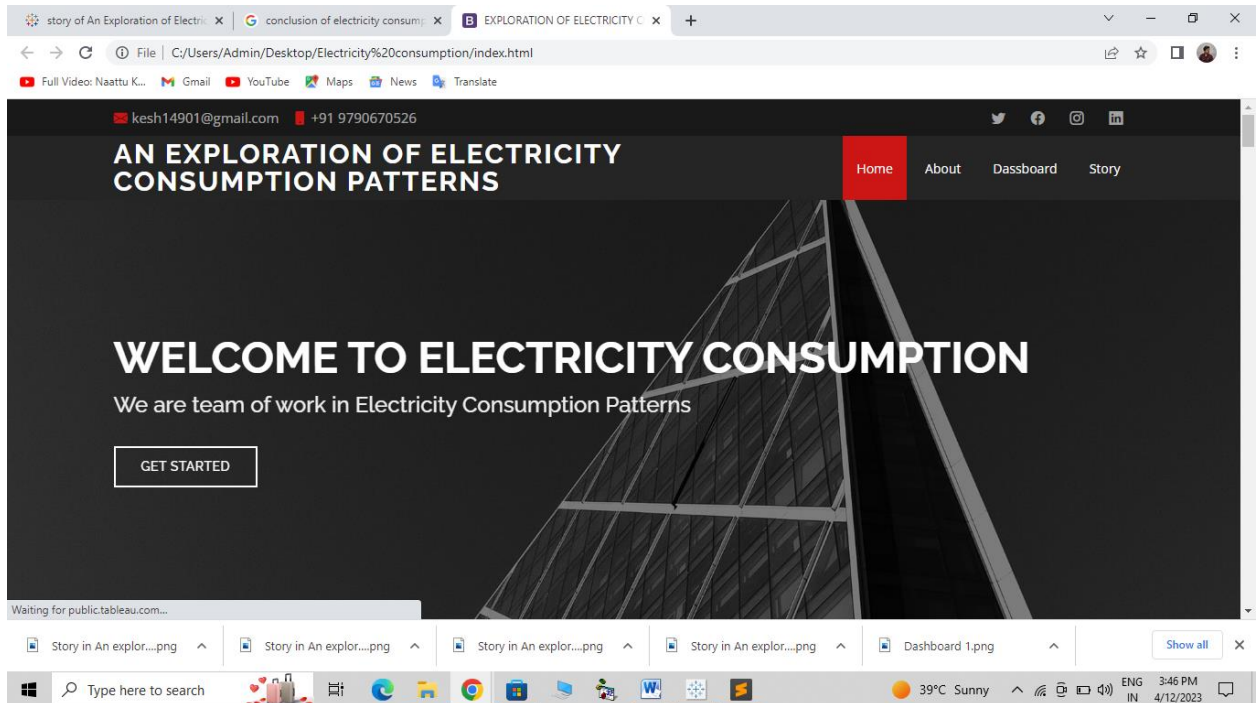 story of An Exploration of Electric
conclusion of electricity consump
B EXPLORATION OF ELECTRICITY C
File | C:/Users/Admin/Desktop/Electricity%20consumption/index.html
Full Video: Naattu K... Gmail YouTube Maps News Translate
kesh14901@gmail.com +91 9790670526
AN EXPLORATION OF ELECTRICITY
CONSUMPTION PATTERNS
Home About Dassboard Story
WELCOME TO ELECTRICITY CONSUMPTION
We are team of work in Electricity Consumption Patterns
GET STARTED
Waiting for public.tableau.com...
Story in An explor....png Story in An explor....png Story in An explor....png Story in An explor....png Dashboard 1.png Show all
Type here to search
39°C Sunny
ENG
IN
3:46 PM
4/12/2023